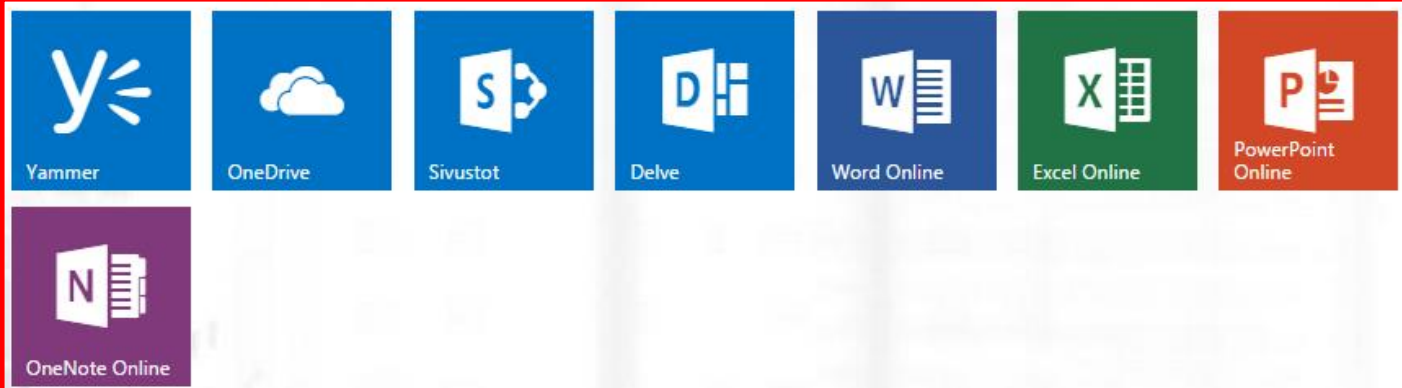 Yammer
OneDrive
Sivustot
Delve
Word Online
Excel Online
PowerPoint
Online
OneNote Online